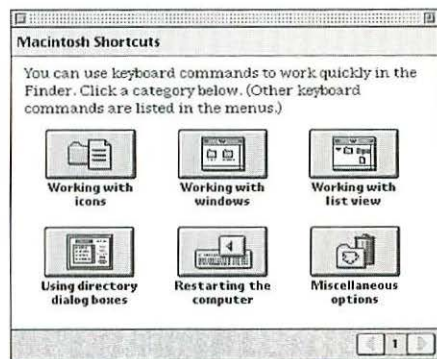 Macintosh Shortcuts
You can use keyboard commands to work quickly in the
Finder. Click a category below. (Other keyboard
commands are listed in the menus.)
Working with
icons
Working with
windows
Working with
list view
Using directory
dialog boxes
Restarting the
computer
Miscellaneous
options
1